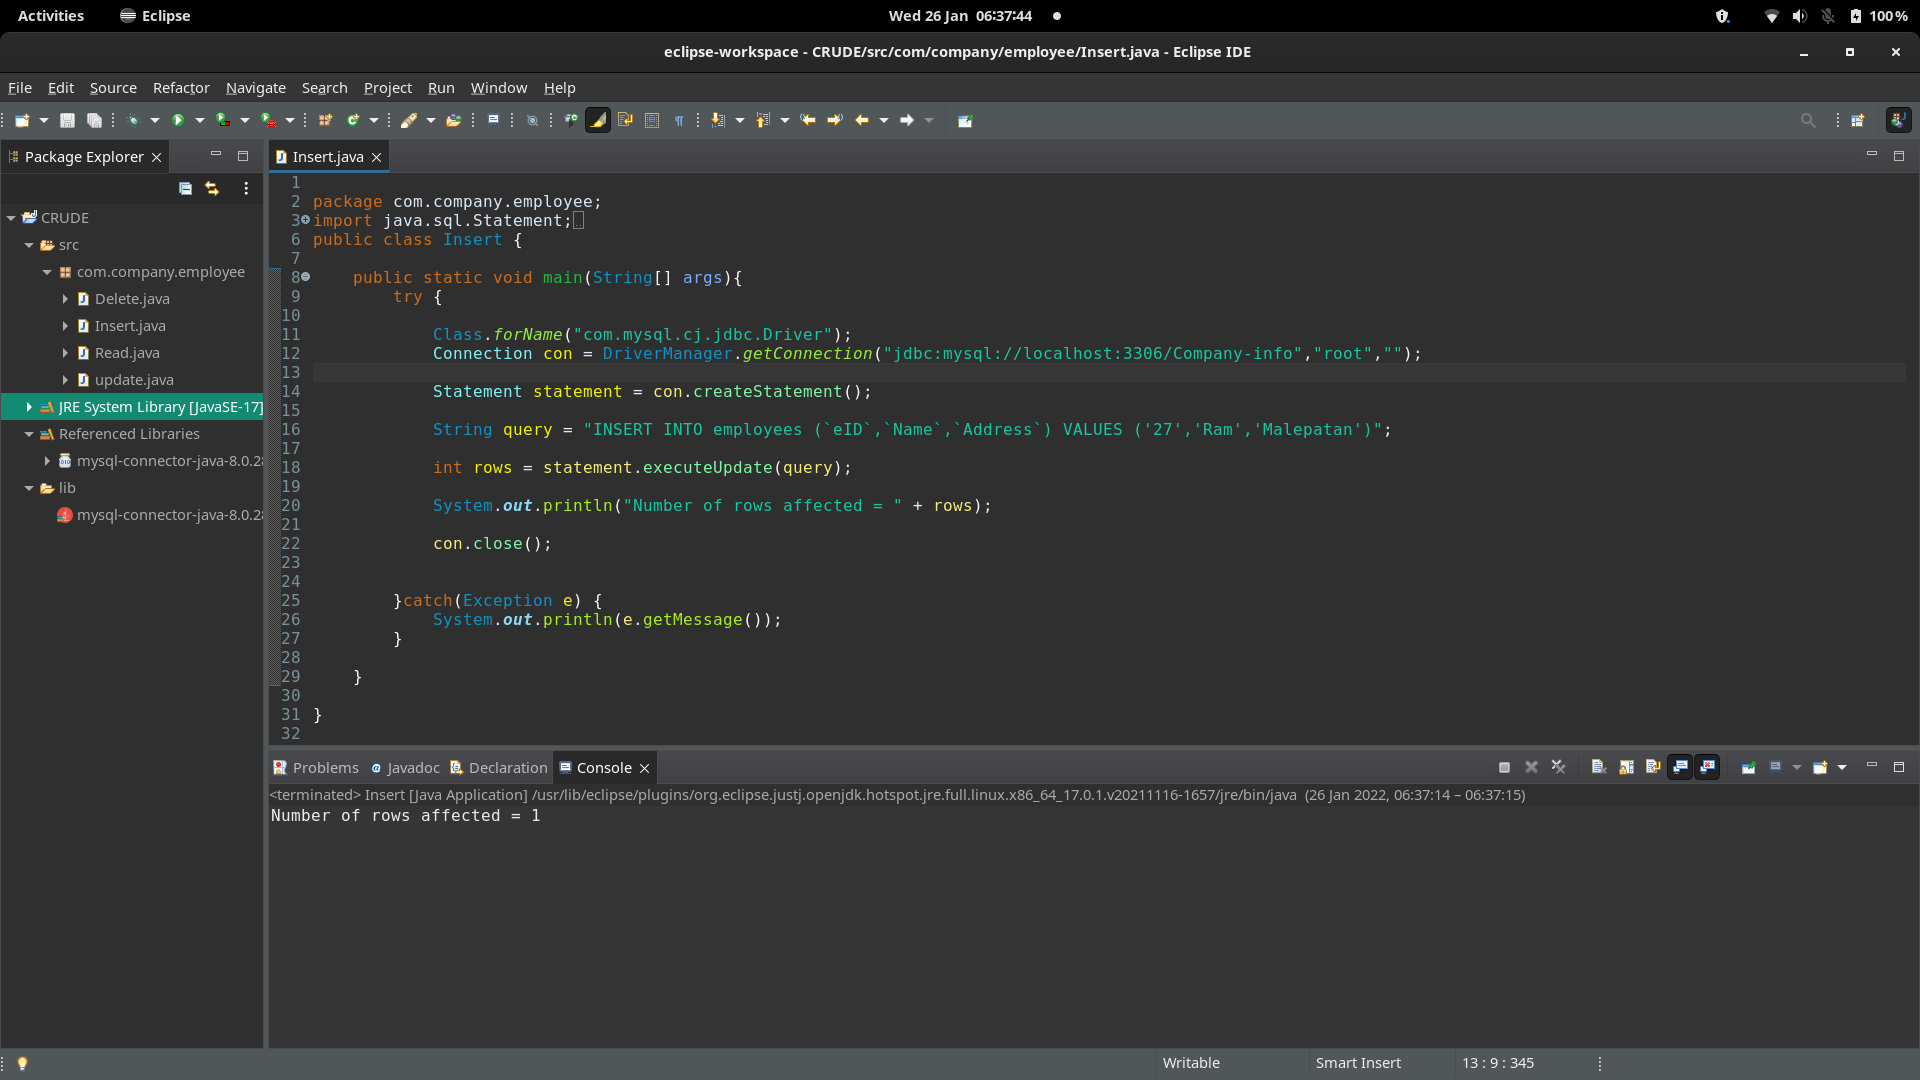 Activities
Eclipse
Wed 26 Jan 06:37:44
100 %
eclipse-workspace - CRUDE/src/com/company/employee/Insert.java - Eclipse IDE
File Edit Source Refactor Navigate Search Project Run Window Help
Package Explorer
CRUDE
src
com.company.employee
Delete.java
Insert.java
Read.java
update.java
JRE System Library [JavaSE-17]
Referenced Libraries
mysql-connector-java-8.0.28
lib
mysql-connector-java-8.0.28
Insert.java
1
2 package com.company.employee;
3 import java.sql.Statement;
6 public class Insert {
7
8     public static void main(String[] args){
9         try {
10
11             Class.forName("com.mysql.cj.jdbc.Driver");
12             Connection con = DriverManager.getConnection("jdbc:mysql://localhost:3306/Company-info","root","");
13
14             Statement statement = con.createStatement();
15
16             String query = "INSERT INTO employees (`eID`,`Name`,`Address`) VALUES ('27','Ram','Malepatan')";
17
18             int rows = statement.executeUpdate(query);
19
20             System.out.println("Number of rows affected = " + rows);
21
22             con.close();
23
24
25         }catch(Exception e) {
26             System.out.println(e.getMessage());
27         }
28
29     }
30
31 }
32
Problems Javadoc Declaration Console
<terminated> Insert [Java Application] /usr/lib/eclipse/plugins/org.eclipse.justj.openjdk.hotspot.jre.full.linux.x86_64_17.0.1.v20211116-1657/jre/bin/java (26 Jan 2022, 06:37:14 – 06:37:15)
Number of rows affected = 1
Writable
Smart Insert
13 : 9 : 345